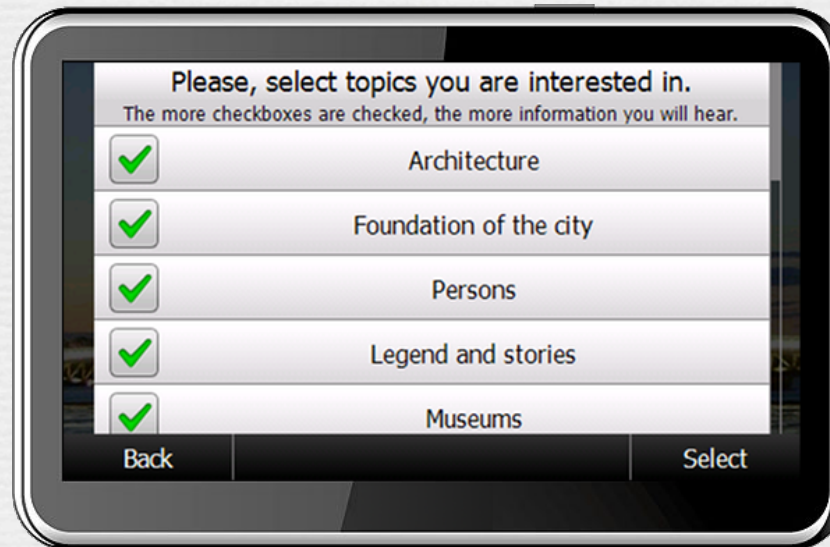 Please, select topics you are interested in.
The more checkboxes are checked, the more information you will hear.
Architecture
Foundation of the city
Persons
Legend and stories
Museums
Back
Select